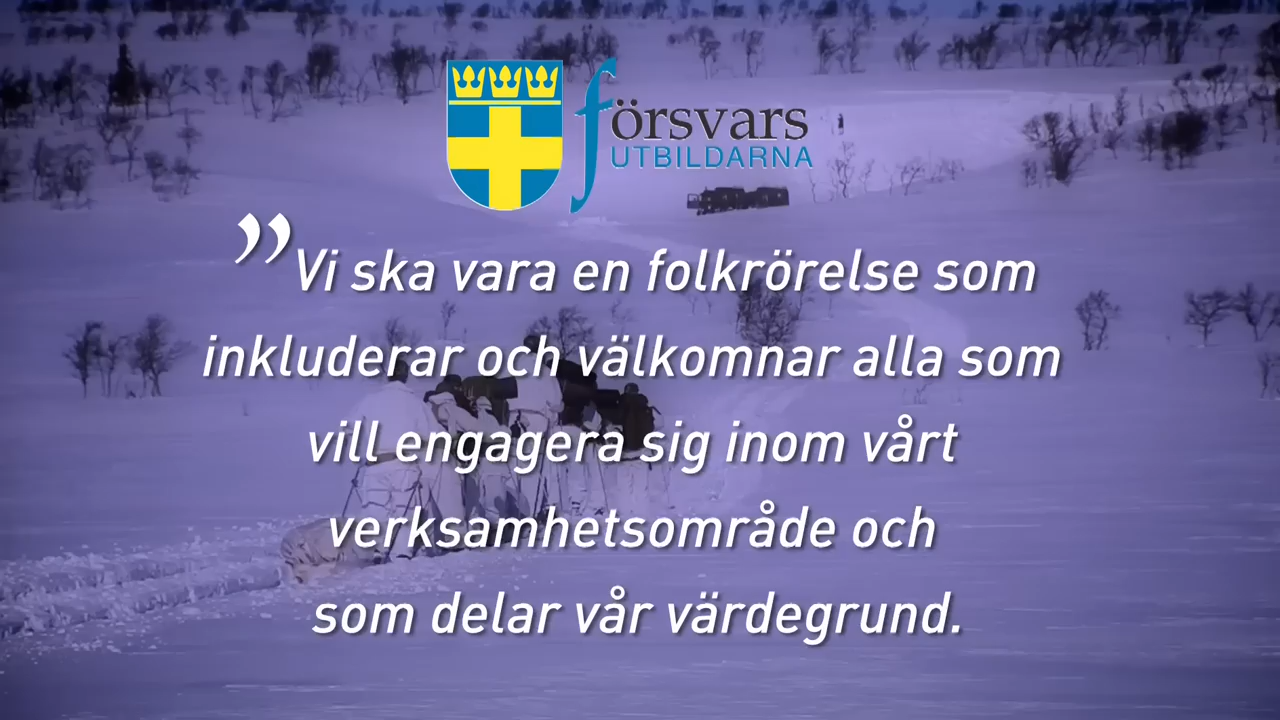 försvars
UTBILDARNA
”Vi ska vara en folkrörelse som
inkluderar och välkomnar alla som
vill engagera sig inom vårt
verksamhetsområde och
som delar vår värdegrund.